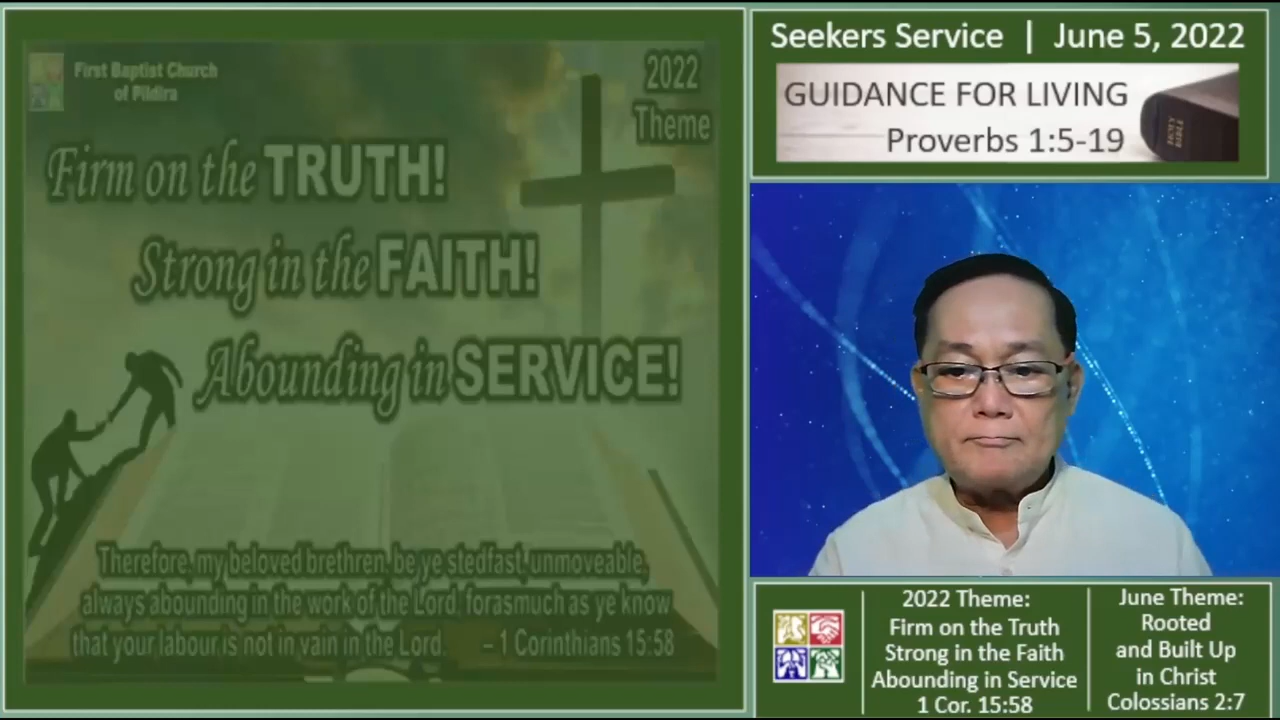 First Baptist Church
of Pildira
2022
Theme
Firm on the TRUTH!
Strong in the FAITH!
Abounding in SERVICE!
Therefore, my beloved brethren, be ye stedfast, unmoveable,
always abounding in the work of the Lord, forasmuch as ye know
that your labour is not in vain in the Lord. – 1 Corinthians 15:58
Seekers Service | June 5, 2022
GUIDANCE FOR LIVING
Proverbs 1:5-19
2022 Theme:
Firm on the Truth
Strong in the Faith
Abounding in Service
1 Cor. 15:58
June Theme:
Rooted
and Built Up
in Christ
Colossians 2:7